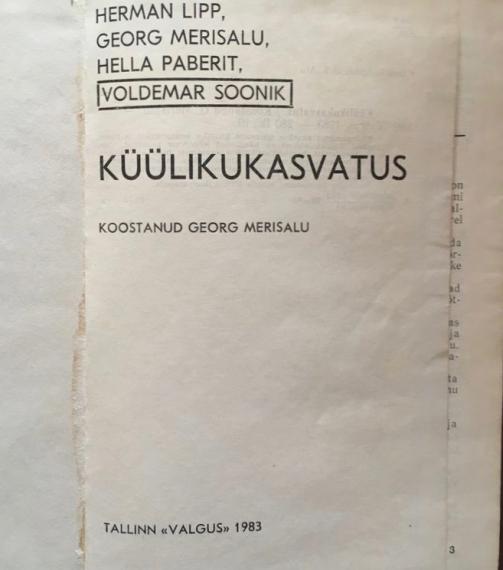 HERMAN LIPP,
GEORG MERISALU,
HELLA PABERIT,
VOLDEMAR SOONIK
KÜÜLIKUKASVATUS
KOOSTANUD GEORG MERISALU
TALLINN «VALGUS» 1983
3